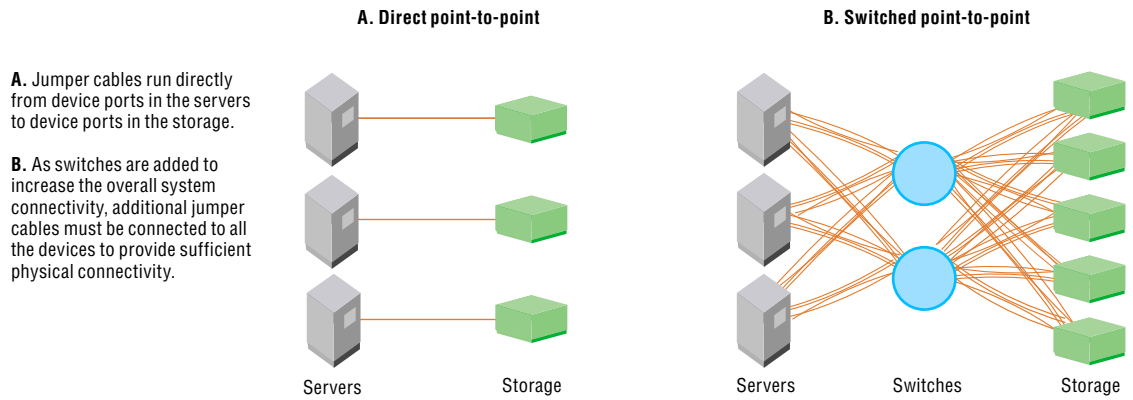 A. Direct point-to-point
B. Switched point-to-point
A. Jumper cables run directly
from device ports in the servers
to device ports in the storage.
B. As switches are added to
increase the overall system
connectivity, additional jumper
cables must be connected to all
the devices to provide sufficient
physical connectivity.
Servers
Storage
Servers
Switches
Storage